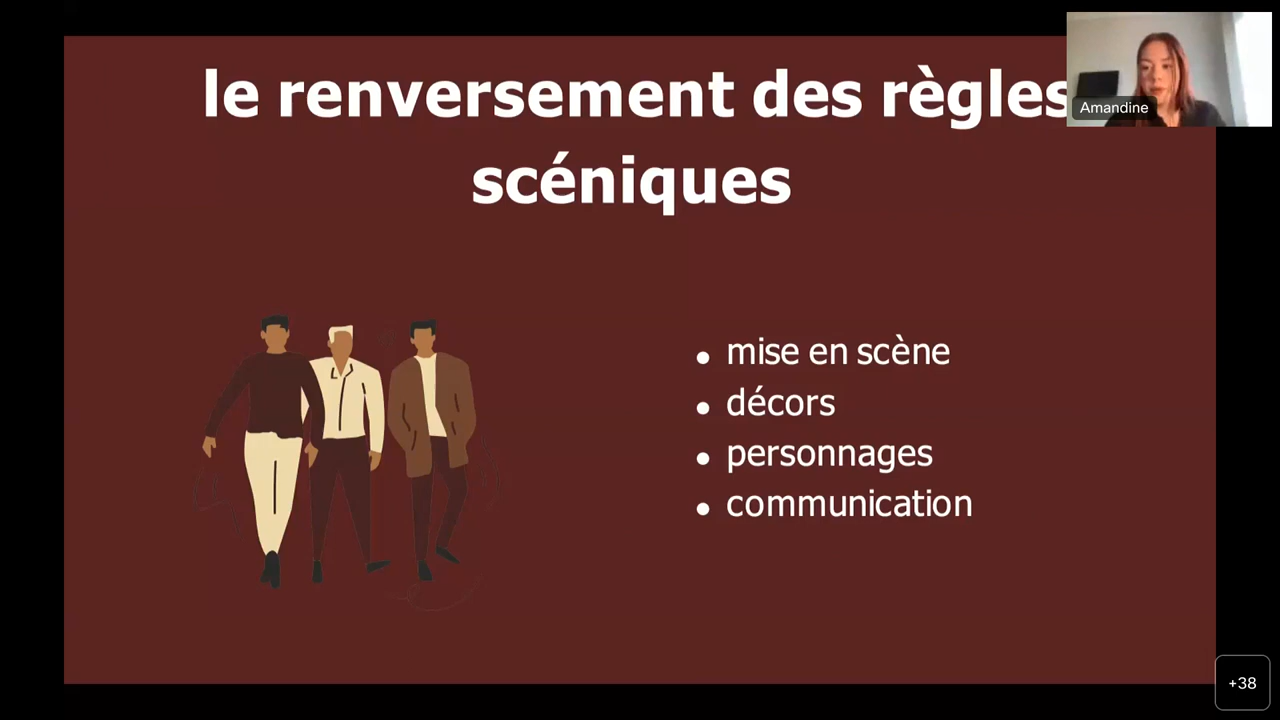 le renversement des règles
scéniques
Amandine
• mise en scène
• décors
• personnages
• communication
+38